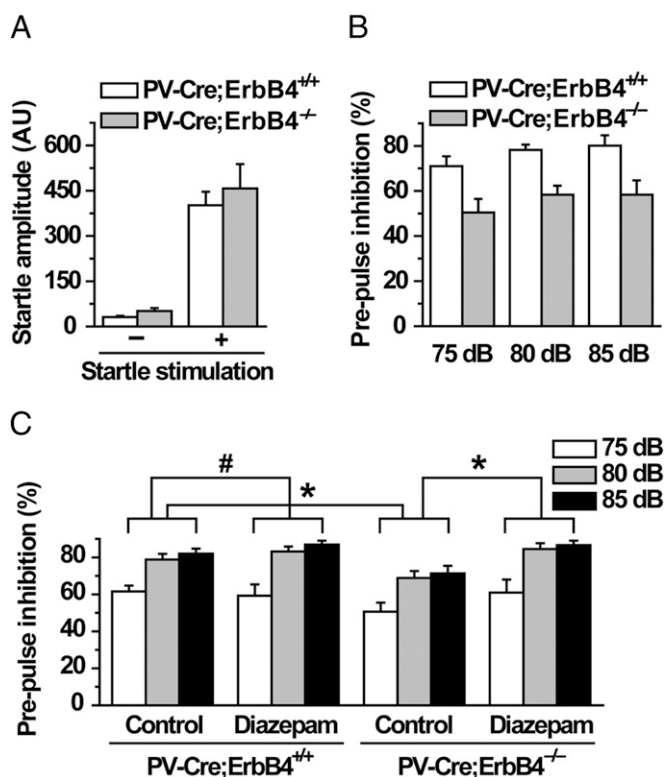 A
PV-Cre;ErbB4+/+
PV-Cre;ErbB4−/−
Startle amplitude (AU)
600
450
300
150
0
− +
Startle stimulation
B
PV-Cre;ErbB4+/+
PV-Cre;ErbB4−/−
Pre-pulse inhibition (%)
80
60
40
20
0
75 dB 80 dB 85 dB
C
75 dB
80 dB
85 dB
# * *
Pre-pulse inhibition (%)
80
60
40
20
0
Control Diazepam Control Diazepam
PV-Cre;ErbB4+/+ PV-Cre;ErbB4−/−